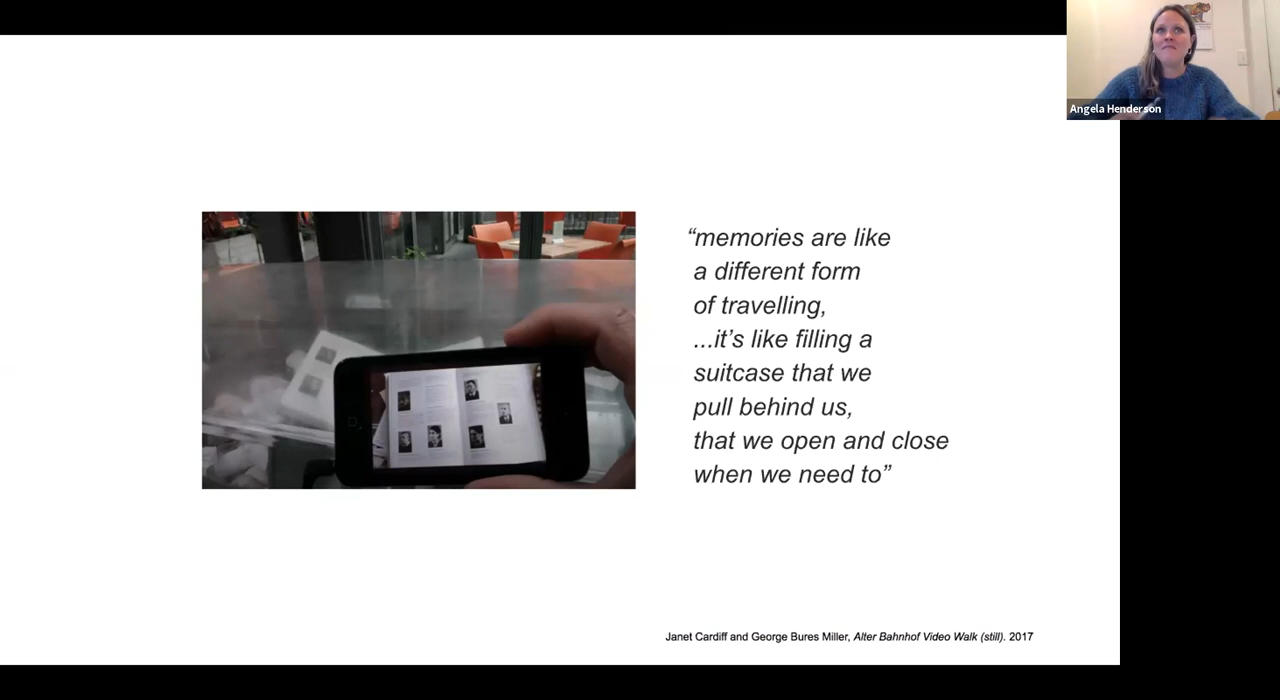 Angela Henderson
“memories are like
a different form
of travelling,
...it’s like filling a
suitcase that we
pull behind us,
that we open and close
when we need to”
Janet Cardiff and George Bures Miller, Alter Bahnhof Video Walk (still). 2017